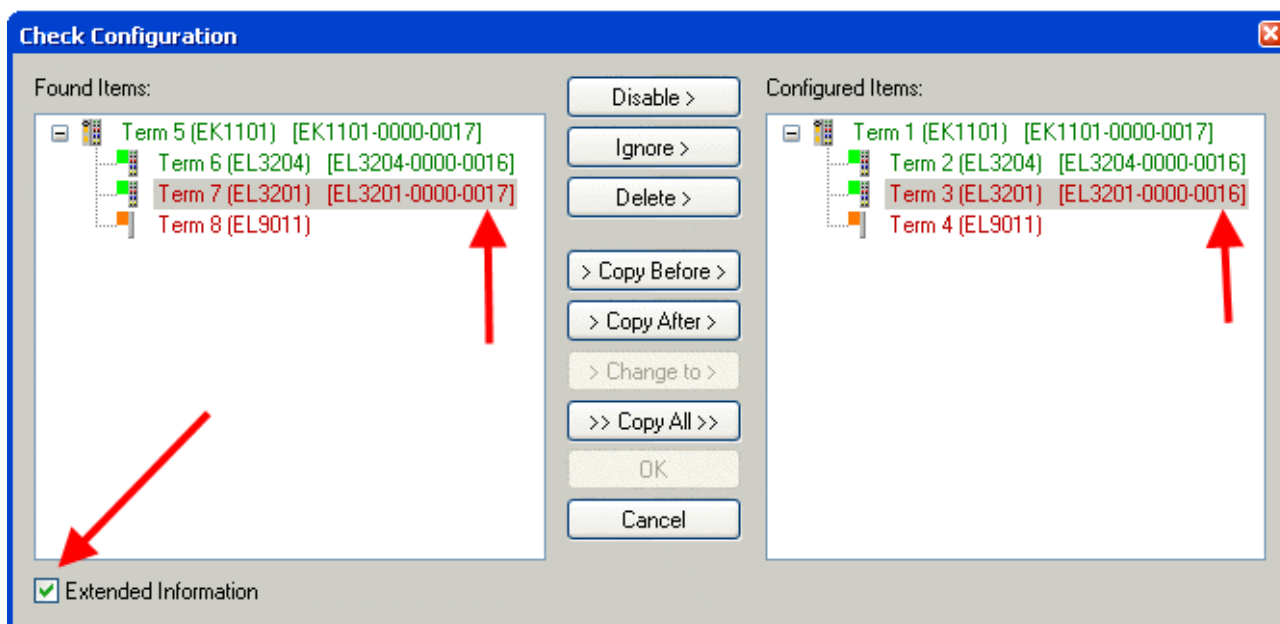 Check Configuration
Found Items:
Term 5 (EK1101) [EK1101-0000-0017]
Term 6 (EL3204) [EL3204-0000-0016]
Term 7 (EL3201) [EL3201-0000-0017]
Term 8 (EL9011)
Disable >
Ignore >
Delete >
> Copy Before >
> Copy After >
> Change to >
>> Copy All >>
OK
Cancel
Configured Items:
Term 1 (EK1101) [EK1101-0000-0017]
Term 2 (EL3204) [EL3204-0000-0016]
Term 3 (EL3201) [EL3201-0000-0016]
Term 4 (EL9011)
Extended Information